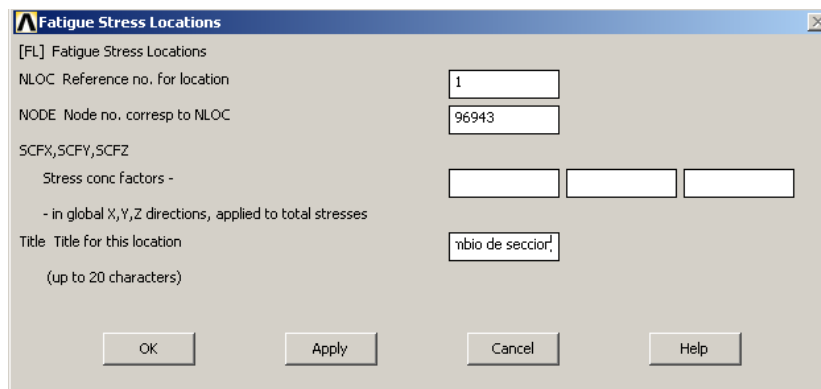 Fatigue Stress Locations
[FL] Fatigue Stress Locations
NLOC Reference no. for location 1
NODE Node no. corresp to NLOC 96943
SCFX,SCFY,SCFZ
Stress conc factors -
- in global X,Y,Z directions, applied to total stresses
Title Title for this location mbio de seccion
(up to 20 characters)
OK Apply Cancel Help